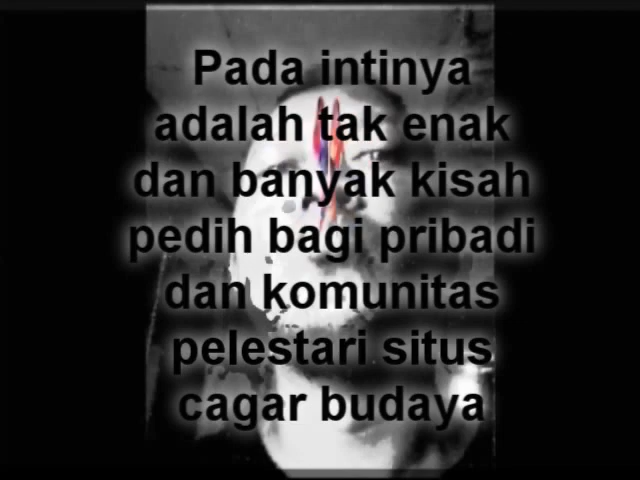 Pada intinya
adalah tak enak
dan banyak kisah
pedih bagi pribadi
dan komunitas
pelestari situs
cagar budaya